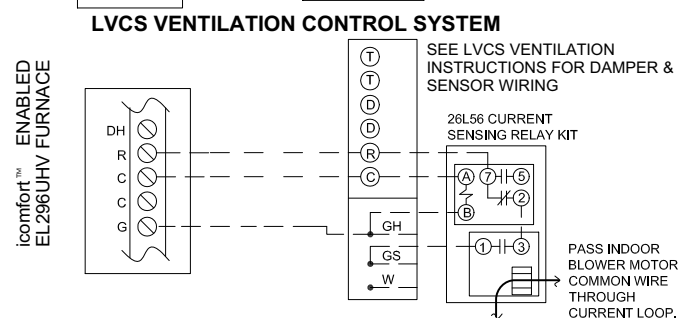 LVCS VENTILATION CONTROL SYSTEM
icomfort™ ENABLED
EL296UHV FURNACE
DH
R
C
C
G
T
T
D
D
R
C
GH
GS
W
SEE LVCS VENTILATION
INSTRUCTIONS FOR DAMPER &
SENSOR WIRING
26L56 CURRENT
SENSING RELAY KIT
A 7 5
2
B
1 3
PASS INDOOR
BLOWER MOTOR
COMMON WIRE
THROUGH
CURRENT LOOP.